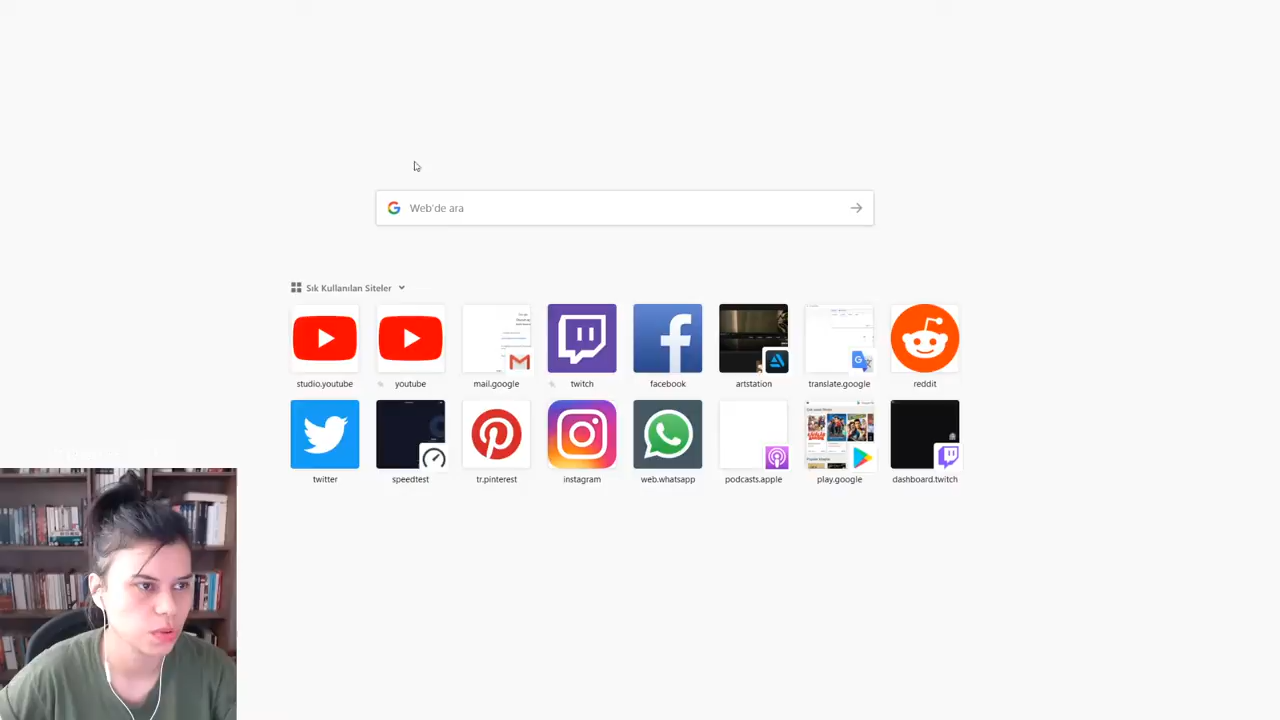 Web'de ara
Sık Kullanılan Siteler
studio.youtube
youtube
mail.google
twitch
facebook
artstation
translate.google
reddit
twitter
speedtest
tr.pinterest
instagram
web.whatsapp
podcasts.apple
play.google
dashboard.twitch